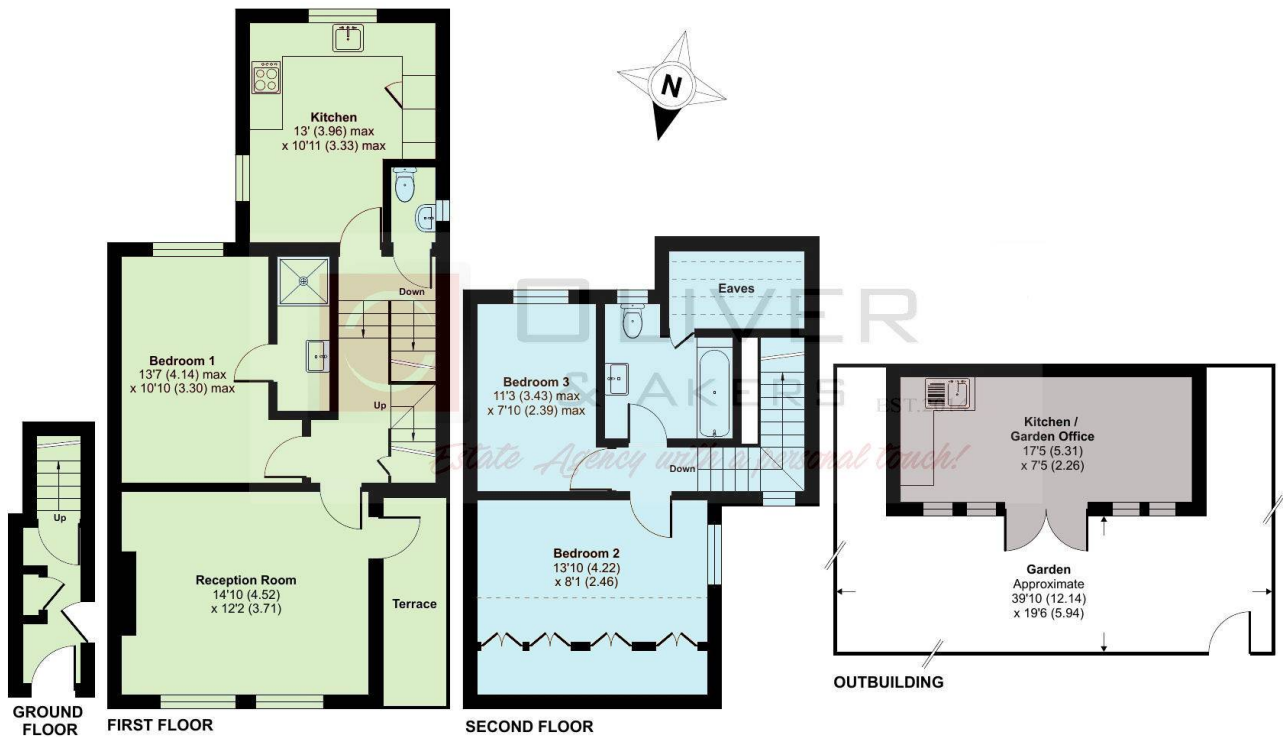 N
Kitchen
13' (3.96) max
x 10'11 (3.33) max
Down
Bedroom 1
13'7 (4.14) max
x 10'10 (3.30) max
Up
Reception Room
14'10 (4.52)
x 12'2 (3.71)
Terrace
Up
GROUND
FLOOR
FIRST FLOOR
Eaves
Bedroom 3
11'3 (3.43) max
x 7'10 (2.39) max
Down
Bedroom 2
13'10 (4.22)
x 8'1 (2.46)
SECOND FLOOR
Kitchen /
Garden Office
17'5 (5.31)
x 7'5 (2.26)
Garden
Approximate
39'10 (12.14)
x 19'6 (5.94)
OUTBUILDING
OLIVER
& AKERS
Estate Agency with a personal touch!